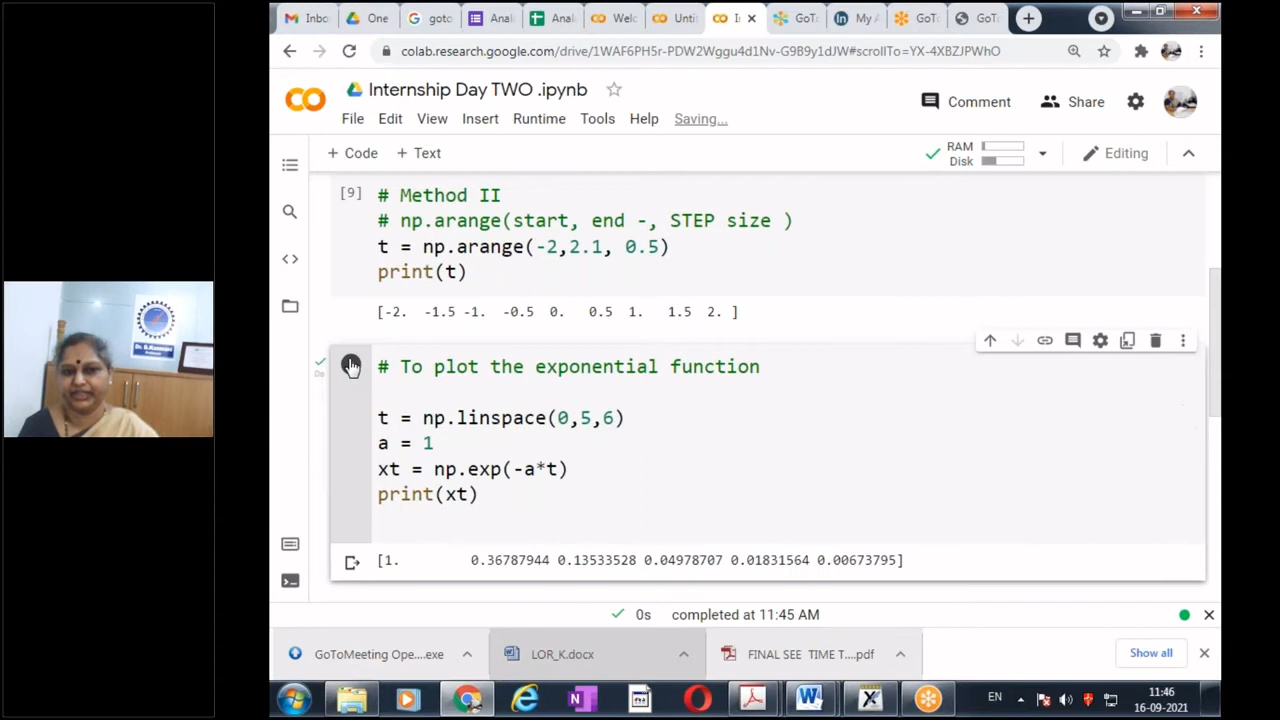 Inbo
One
goto
Anal
Anal
Welc
Unti
I
GoTo
My A
GoT
GoT
colab.research.google.com/drive/1WAF6PH5r-PDW2Wggu4d1Nv-G9B9y1dJW#scrollTo=YX-4XBZJPWhO
Internship Day TWO .ipynb
Comment
Share
File Edit View Insert Runtime Tools Help Saving...
+ Code + Text
RAM
Disk
Editing
[9]
# Method II
# np.arange(start, end -, STEP size )
t = np.arange(-2,2.1, 0.5)
print(t)
[-2. -1.5 -1. -0.5 0. 0.5 1. 1.5 2. ]
0s
# To plot the exponential function
t = np.linspace(0,5,6)
a = 1
xt = np.exp(-a*t)
print(xt)
[1. 0.36787944 0.13533528 0.04978707 0.01831564 0.00673795]
0s completed at 11:45 AM
GoToMeeting Ope....exe
LOR_K.docx
FINAL SEE TIME T....pdf
Show all
EN
11:46
16-09-2021